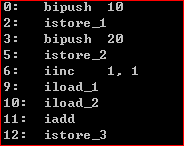 0: bipush 10
2: istore_1
3: bipush 20
5: istore_2
6: iinc 1, 1
9: iload_1
10: iload_2
11: iadd
12: istore_3